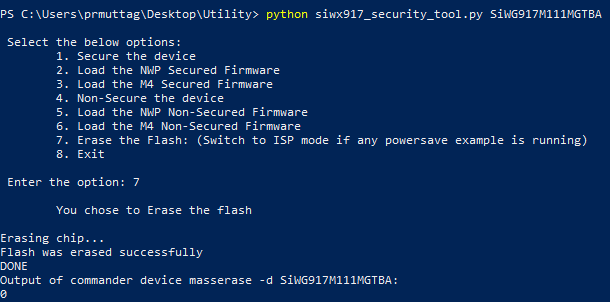 PS C:\Users\prmuttag\Desktop\Utility> python siwx917_security_tool.py SiWG917M111MGTBA
Select the below options:
1. Secure the device
2. Load the NWP Secured Firmware
3. Load the M4 Secured Firmware
4. Non-Secure the device
5. Load the NWP Non-Secured Firmware
6. Load the M4 Non-Secured Firmware
7. Erase the Flash: (Switch to ISP mode if any powersave example is running)
8. Exit
Enter the option: 7
You chose to Erase the flash
Erasing chip...
Flash was erased successfully
DONE
Output of commander device masserase -d SiWG917M111MGTBA:
0